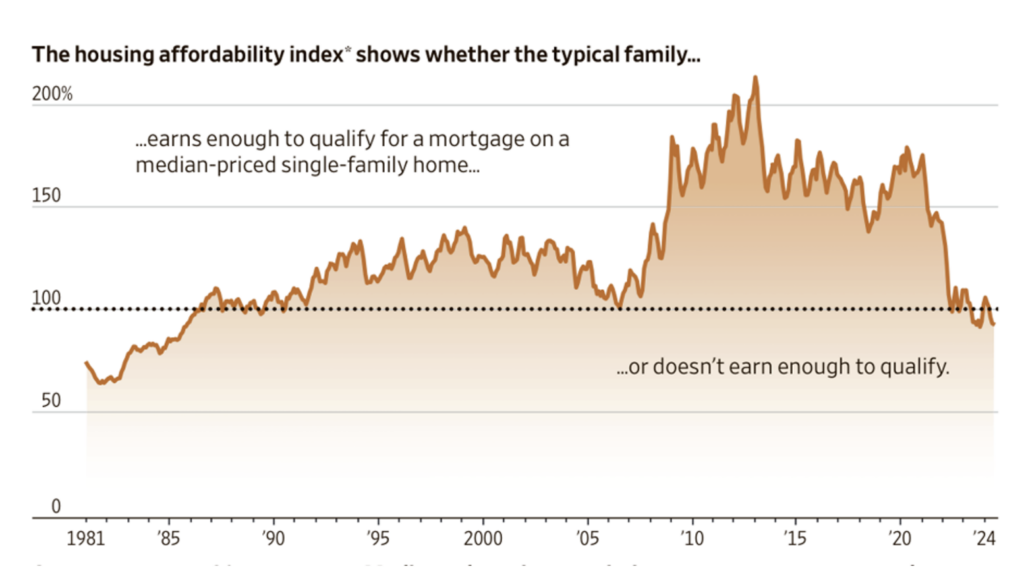 The housing affordability index* shows whether the typical family...
200%
...earns enough to qualify for a mortgage on a
median-priced single-family home...
150
100
...or doesn’t earn enough to qualify.
50
0
1981 ’85 ’90 ’95 2000 ’05 ’10 ’15 ’20 ’24